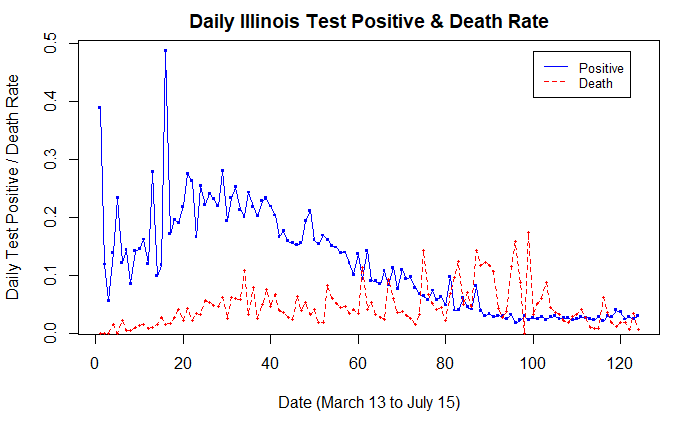 Daily Illinois Test Positive & Death Rate
Daily Test Positive / Death Rate
0.5
0.4
0.3
0.2
0.1
0.0
Positive
Death
0 20 40 60 80 100 120
Date (March 13 to July 15)